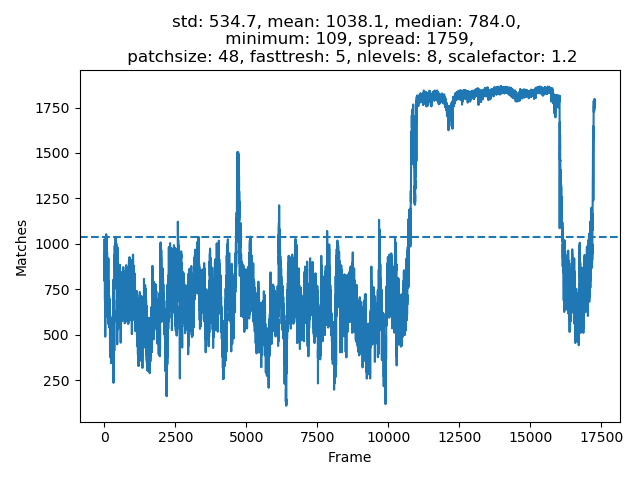 std: 534.7, mean: 1038.1, median: 784.0,
minimum: 109, spread: 1759,
patchsize: 48, fasttresh: 5, nlevels: 8, scalefactor: 1.2
Matches
1750
1500
1250
1000
750
500
250
0 2500 5000 7500 10000 12500 15000 17500
Frame